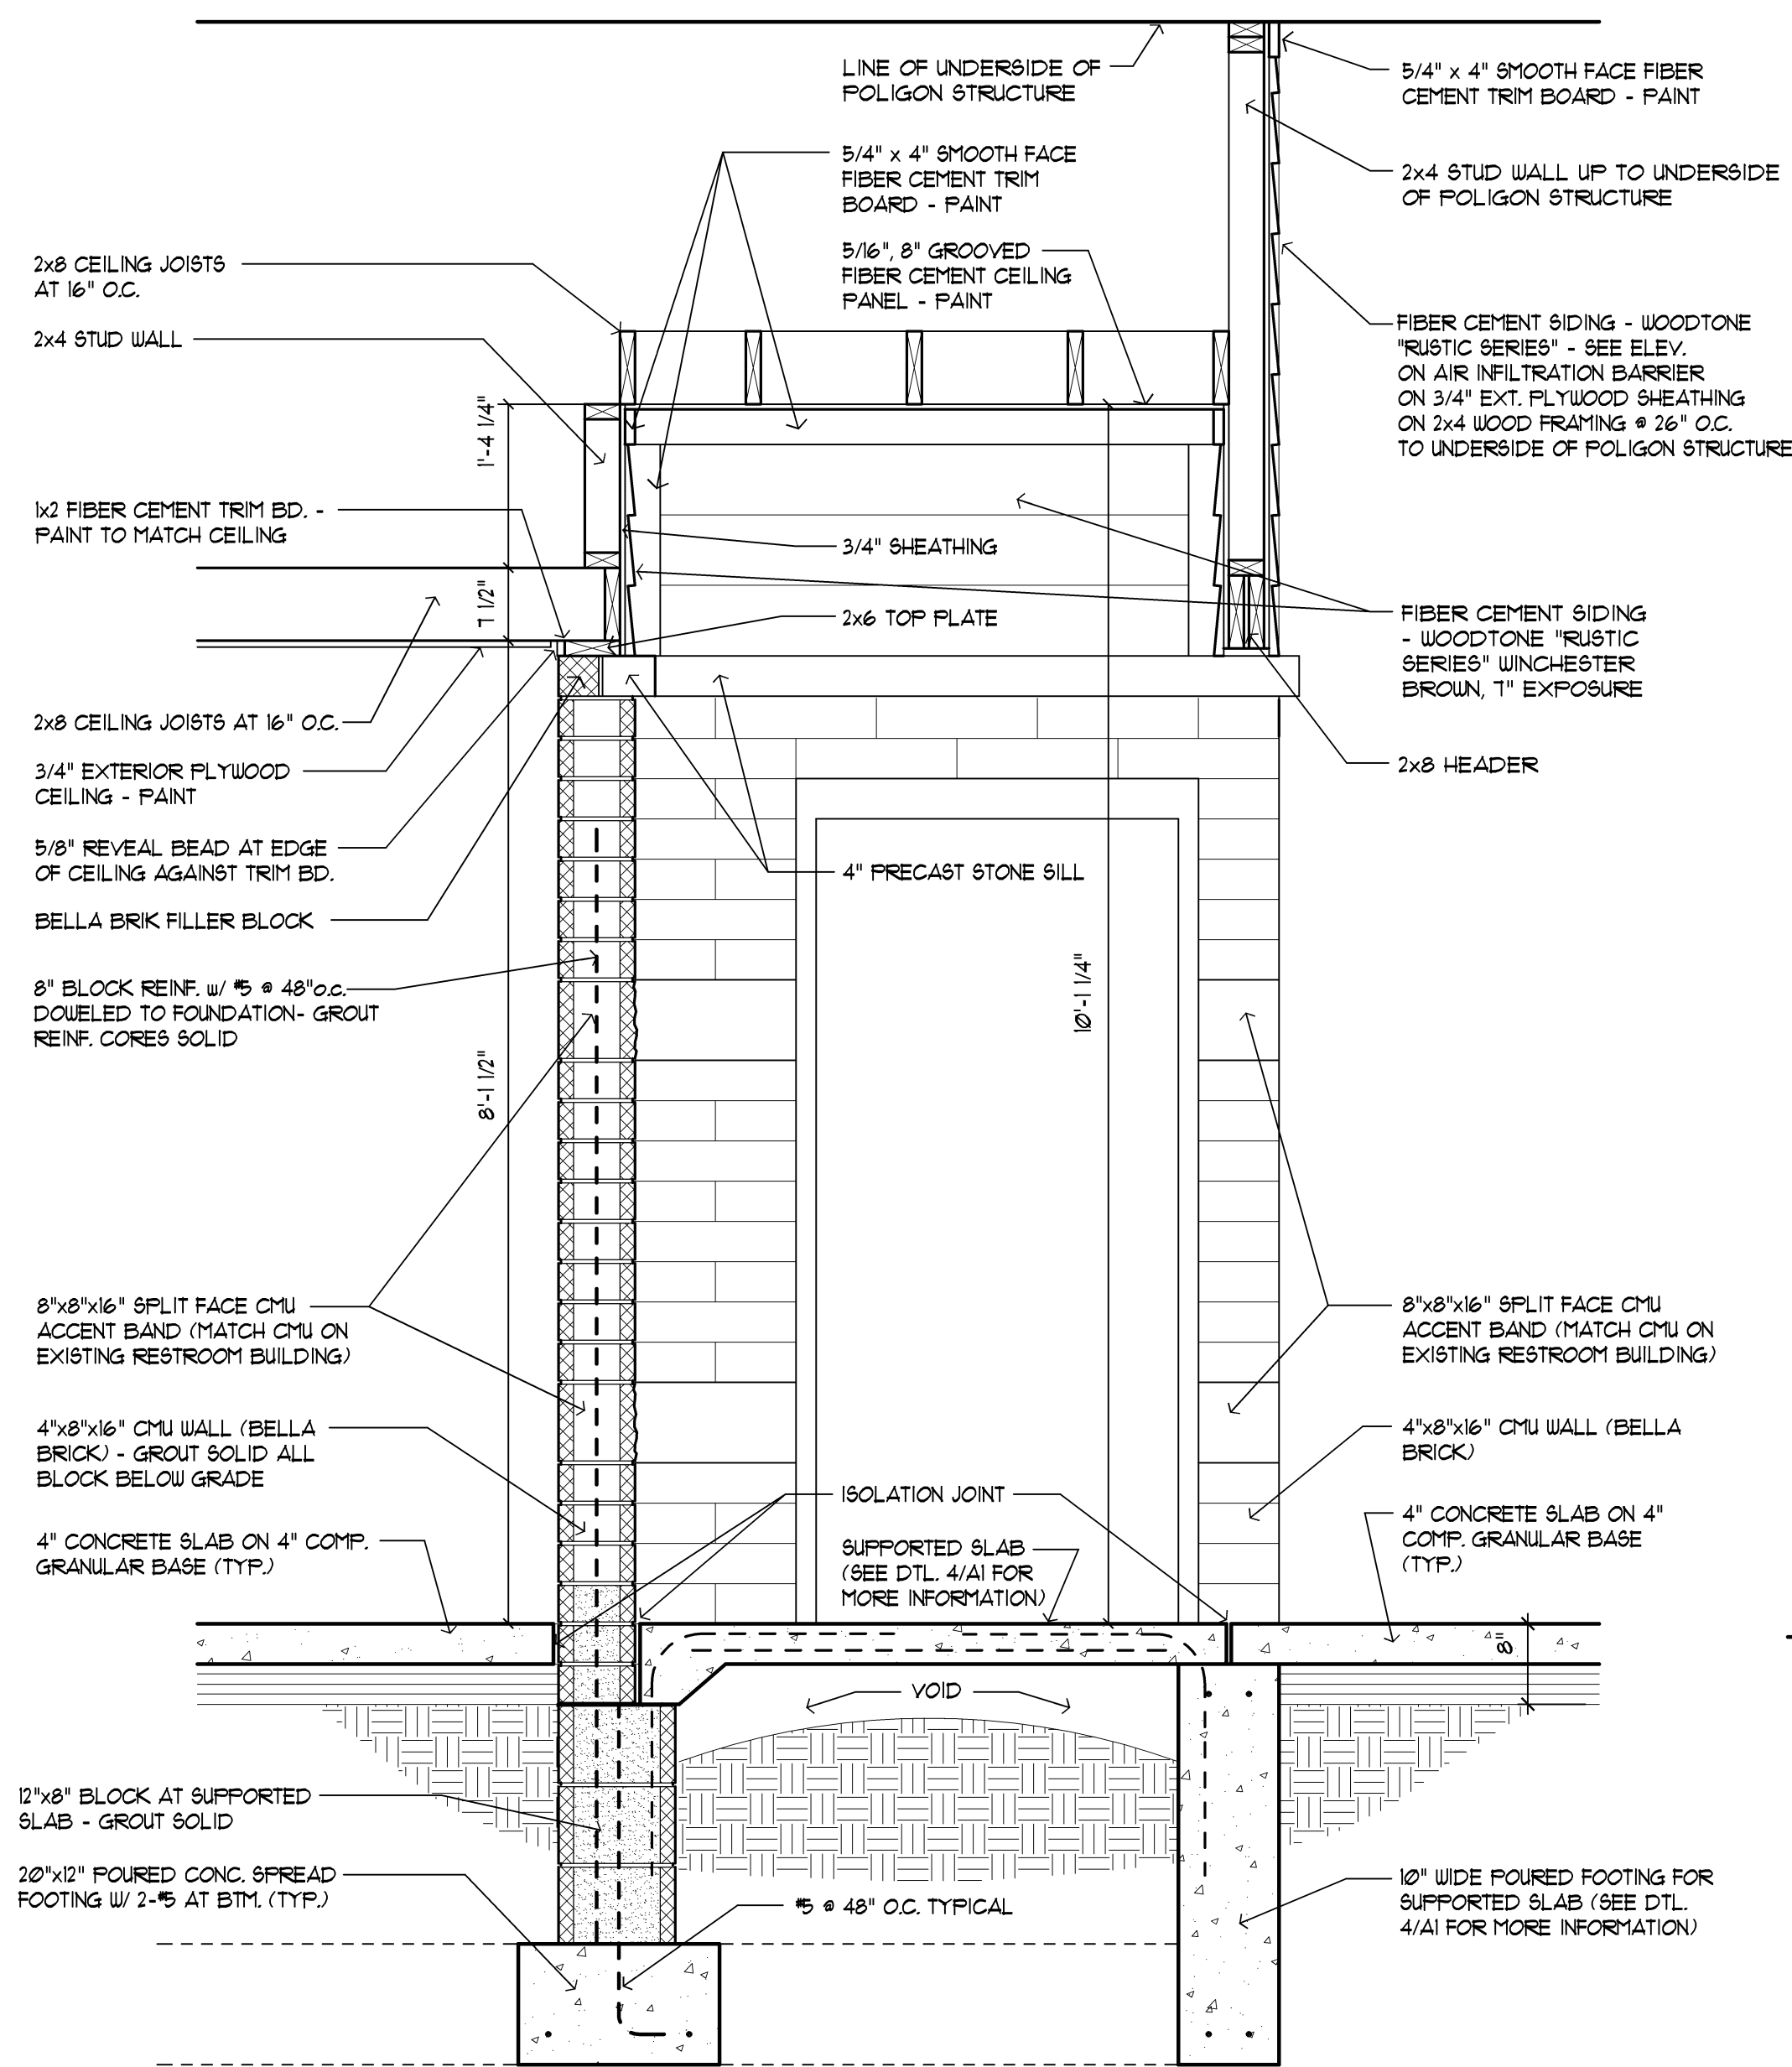 LINE OF UNDERSIDE OF
POLIGON STRUCTURE
5/4" x 4" SMOOTH FACE FIBER
CEMENT TRIM BOARD - PAINT
5/4" x 4" SMOOTH FACE
FIBER CEMENT TRIM
BOARD - PAINT
2x4 STUD WALL UP TO UNDERSIDE
OF POLIGON STRUCTURE
5/16", 8" GROOVED
FIBER CEMENT CEILING
PANEL - PAINT
2x8 CEILING JOISTS
AT 16" O.C.
2x4 STUD WALL
FIBER CEMENT SIDING - WOODTONE
"RUSTIC SERIES" - SEE ELEV.
ON AIR INFILTRATION BARRIER
ON 3/4" EXT. PLYWOOD SHEATHING
ON 2x4 WOOD FRAMING @ 26" O.C.
TO UNDERSIDE OF POLIGON STRUCTURE
1'-4 1/4"
1x2 FIBER CEMENT TRIM BD. -
PAINT TO MATCH CEILING
3/4" SHEATHING
7 1/2"
2x6 TOP PLATE
FIBER CEMENT SIDING
- WOODTONE "RUSTIC
SERIES" WINCHESTER
BROWN, 7" EXPOSURE
2x8 CEILING JOISTS AT 16" O.C.
3/4" EXTERIOR PLYWOOD
CEILING - PAINT
2x8 HEADER
5/8" REVEAL BEAD AT EDGE
OF CEILING AGAINST TRIM BD.
4" PRECAST STONE SILL
BELLA BRIK FILLER BLOCK
8" BLOCK REINF. w/ #5 @ 48"o.c.
DOWELED TO FOUNDATION- GROUT
REINF. CORES SOLID
10'-1 1/4"
8'-1 1/2"
8"x8"x16" SPLIT FACE CMU
ACCENT BAND (MATCH CMU ON
EXISTING RESTROOM BUILDING)
8"x8"x16" SPLIT FACE CMU
ACCENT BAND (MATCH CMU ON
EXISTING RESTROOM BUILDING)
4"x8"x16" CMU WALL (BELLA
BRICK) - GROUT SOLID ALL
BLOCK BELOW GRADE
4"x8"x16" CMU WALL (BELLA
BRICK)
ISOLATION JOINT
4" CONCRETE SLAB ON 4" COMP.
GRANULAR BASE (TYP.)
SUPPORTED SLAB
(SEE DTL. 4/A1 FOR
MORE INFORMATION)
4" CONCRETE SLAB ON 4"
COMP. GRANULAR BASE
(TYP.)
8"
VOID
12"x8" BLOCK AT SUPPORTED
SLAB - GROUT SOLID
20"x12" POURED CONC. SPREAD
FOOTING W/ 2-#5 AT BTM. (TYP.)
#5 @ 48" O.C. TYPICAL
10" WIDE POURED FOOTING FOR
SUPPORTED SLAB (SEE DTL.
4/A1 FOR MORE INFORMATION)